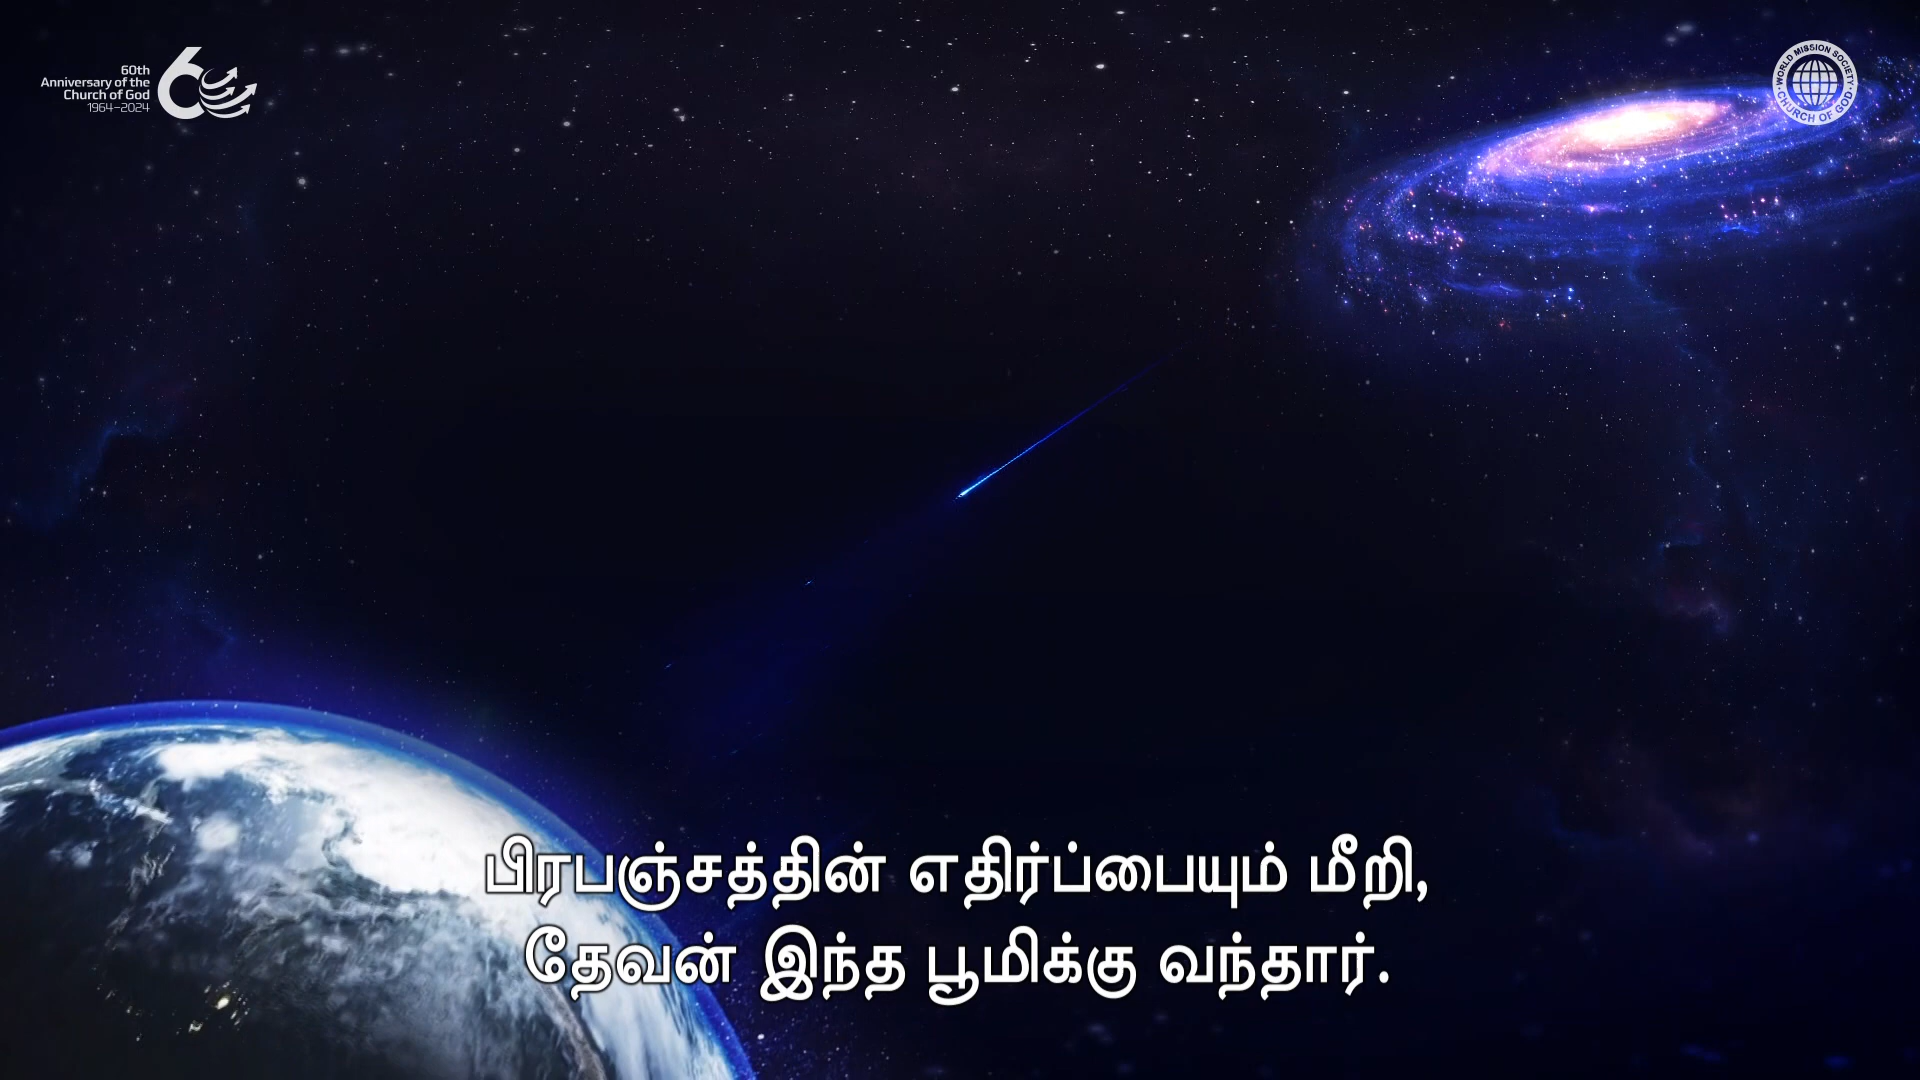 60th
Anniversary of the
Church of God
1964–2024
WORLD MISSION SOCIETY
CHURCH OF GOD
பிரபஞ்சத்தின் எதிர்ப்பையும் மீறி,
தேவன் இந்த பூமிக்கு வந்தார்.